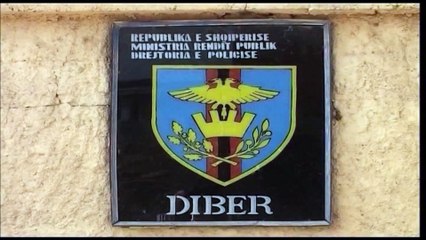 REPUBLIKA E SHQIPERISE
MINISTRIA RENDIT PUBLIK
DREJTORIA E POLICISE
DIBER